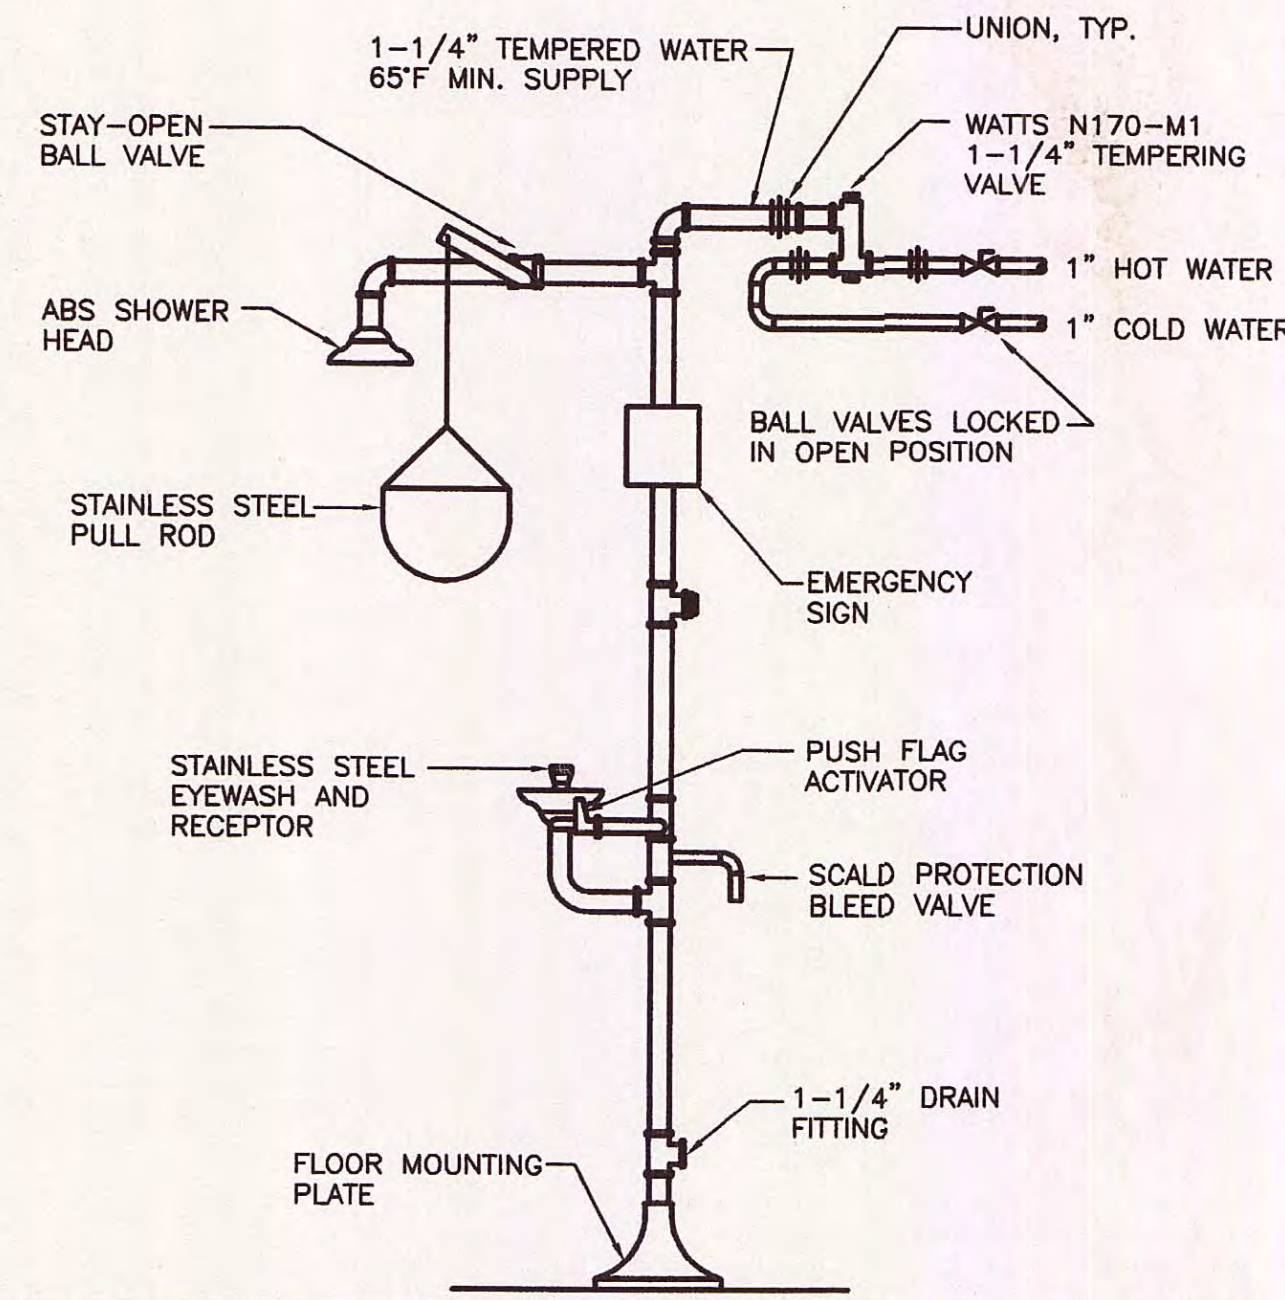 1-1/4" TEMPERED WATER
65°F MIN. SUPPLY
UNION, TYP.
STAY-OPEN
BALL VALVE
WATTS N170-M1
1-1/4" TEMPERING
VALVE
1" HOT WATER
ABS SHOWER
HEAD
1" COLD WATER
BALL VALVES LOCKED
IN OPEN POSITION
STAINLESS STEEL
PULL ROD
EMERGENCY
SIGN
STAINLESS STEEL
EYEWASH AND
RECEPTOR
PUSH FLAG
ACTIVATOR
SCALD PROTECTION
BLEED VALVE
1-1/4" DRAIN
FITTING
FLOOR MOUNTING
PLATE